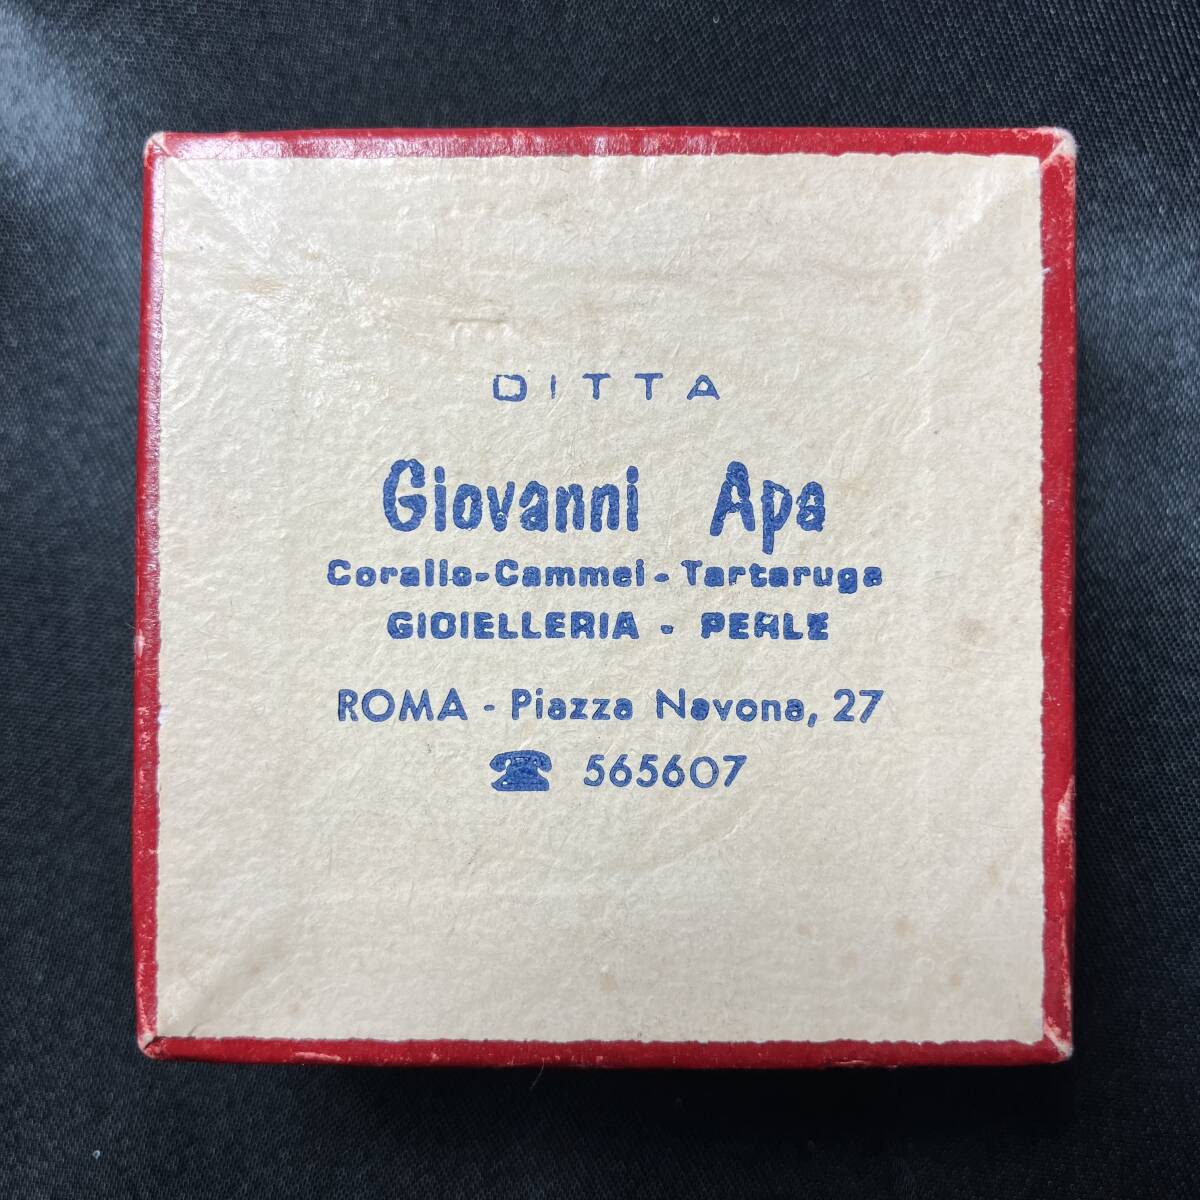 DITTA
Giovanni Apa
Corallo-Cammei - Tartaruga
GIOIELLERIA - PERLE
ROMA - Piazza Navona, 27
☎ 565607